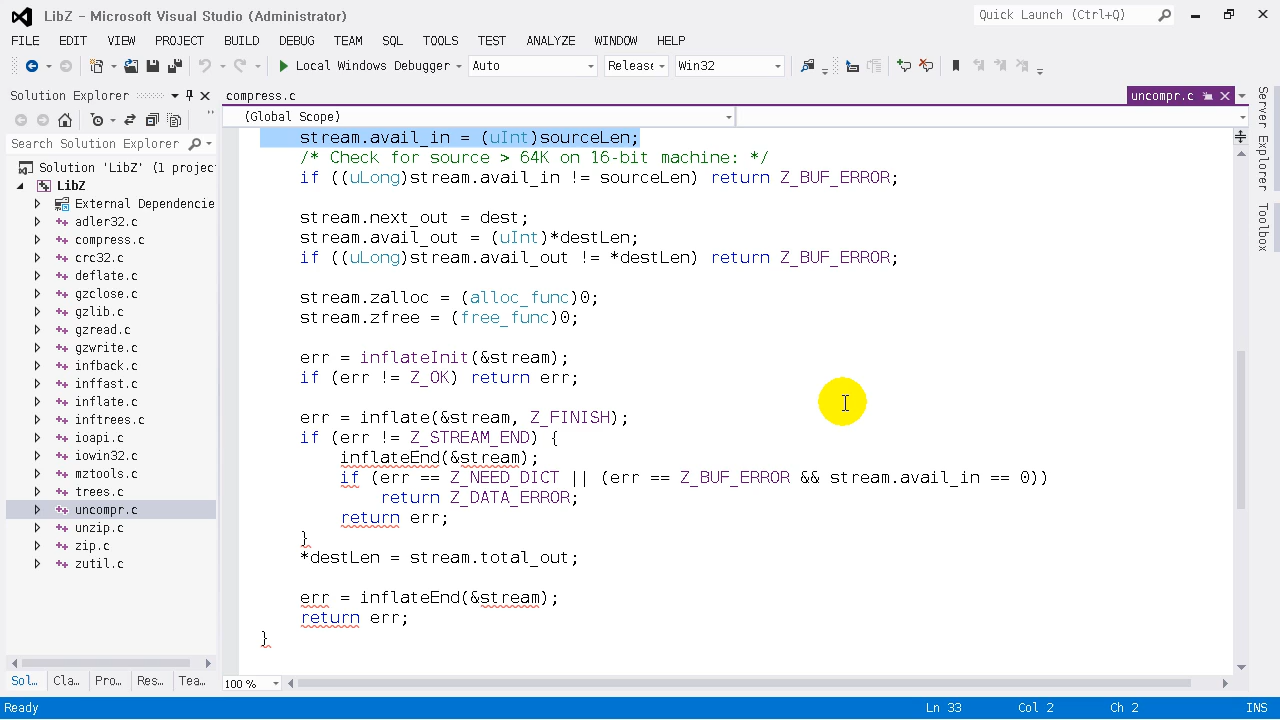 LibZ - Microsoft Visual Studio (Administrator)
Quick Launch (Ctrl+Q)
FILE EDIT VIEW PROJECT BUILD DEBUG TEAM SQL TOOLS TEST ANALYZE WINDOW HELP
Local Windows Debugger Auto Release Win32
Solution Explorer
compress.c
uncompr.c
(Global Scope)
Search Solution Explorer
Solution 'LibZ' (1 projec
LibZ
External Dependencie
adler32.c
compress.c
crc32.c
deflate.c
gzclose.c
gzlib.c
gzread.c
gzwrite.c
infback.c
inffast.c
inflate.c
inftrees.c
ioapi.c
iowin32.c
mztools.c
trees.c
uncompr.c
unzip.c
zip.c
zutil.c
Sol... Cla... Pro... Res... Tea...
stream.avail_in = (uInt)sourceLen;
/* Check for source > 64K on 16-bit machine: */
if ((uLong)stream.avail_in != sourceLen) return Z_BUF_ERROR;
stream.next_out = dest;
stream.avail_out = (uInt)*destLen;
if ((uLong)stream.avail_out != *destLen) return Z_BUF_ERROR;
stream.zalloc = (alloc_func)0;
stream.zfree = (free_func)0;
err = inflateInit(&stream);
if (err != Z_OK) return err;
err = inflate(&stream, Z_FINISH);
if (err != Z_STREAM_END) {
inflateEnd(&stream);
if (err == Z_NEED_DICT || (err == Z_BUF_ERROR && stream.avail_in == 0))
return Z_DATA_ERROR;
return err;
}
*destLen = stream.total_out;
err = inflateEnd(&stream);
return err;
}
100 %
Server Explorer
Toolbox
Ready
Ln 33 Col 2 Ch 2 INS